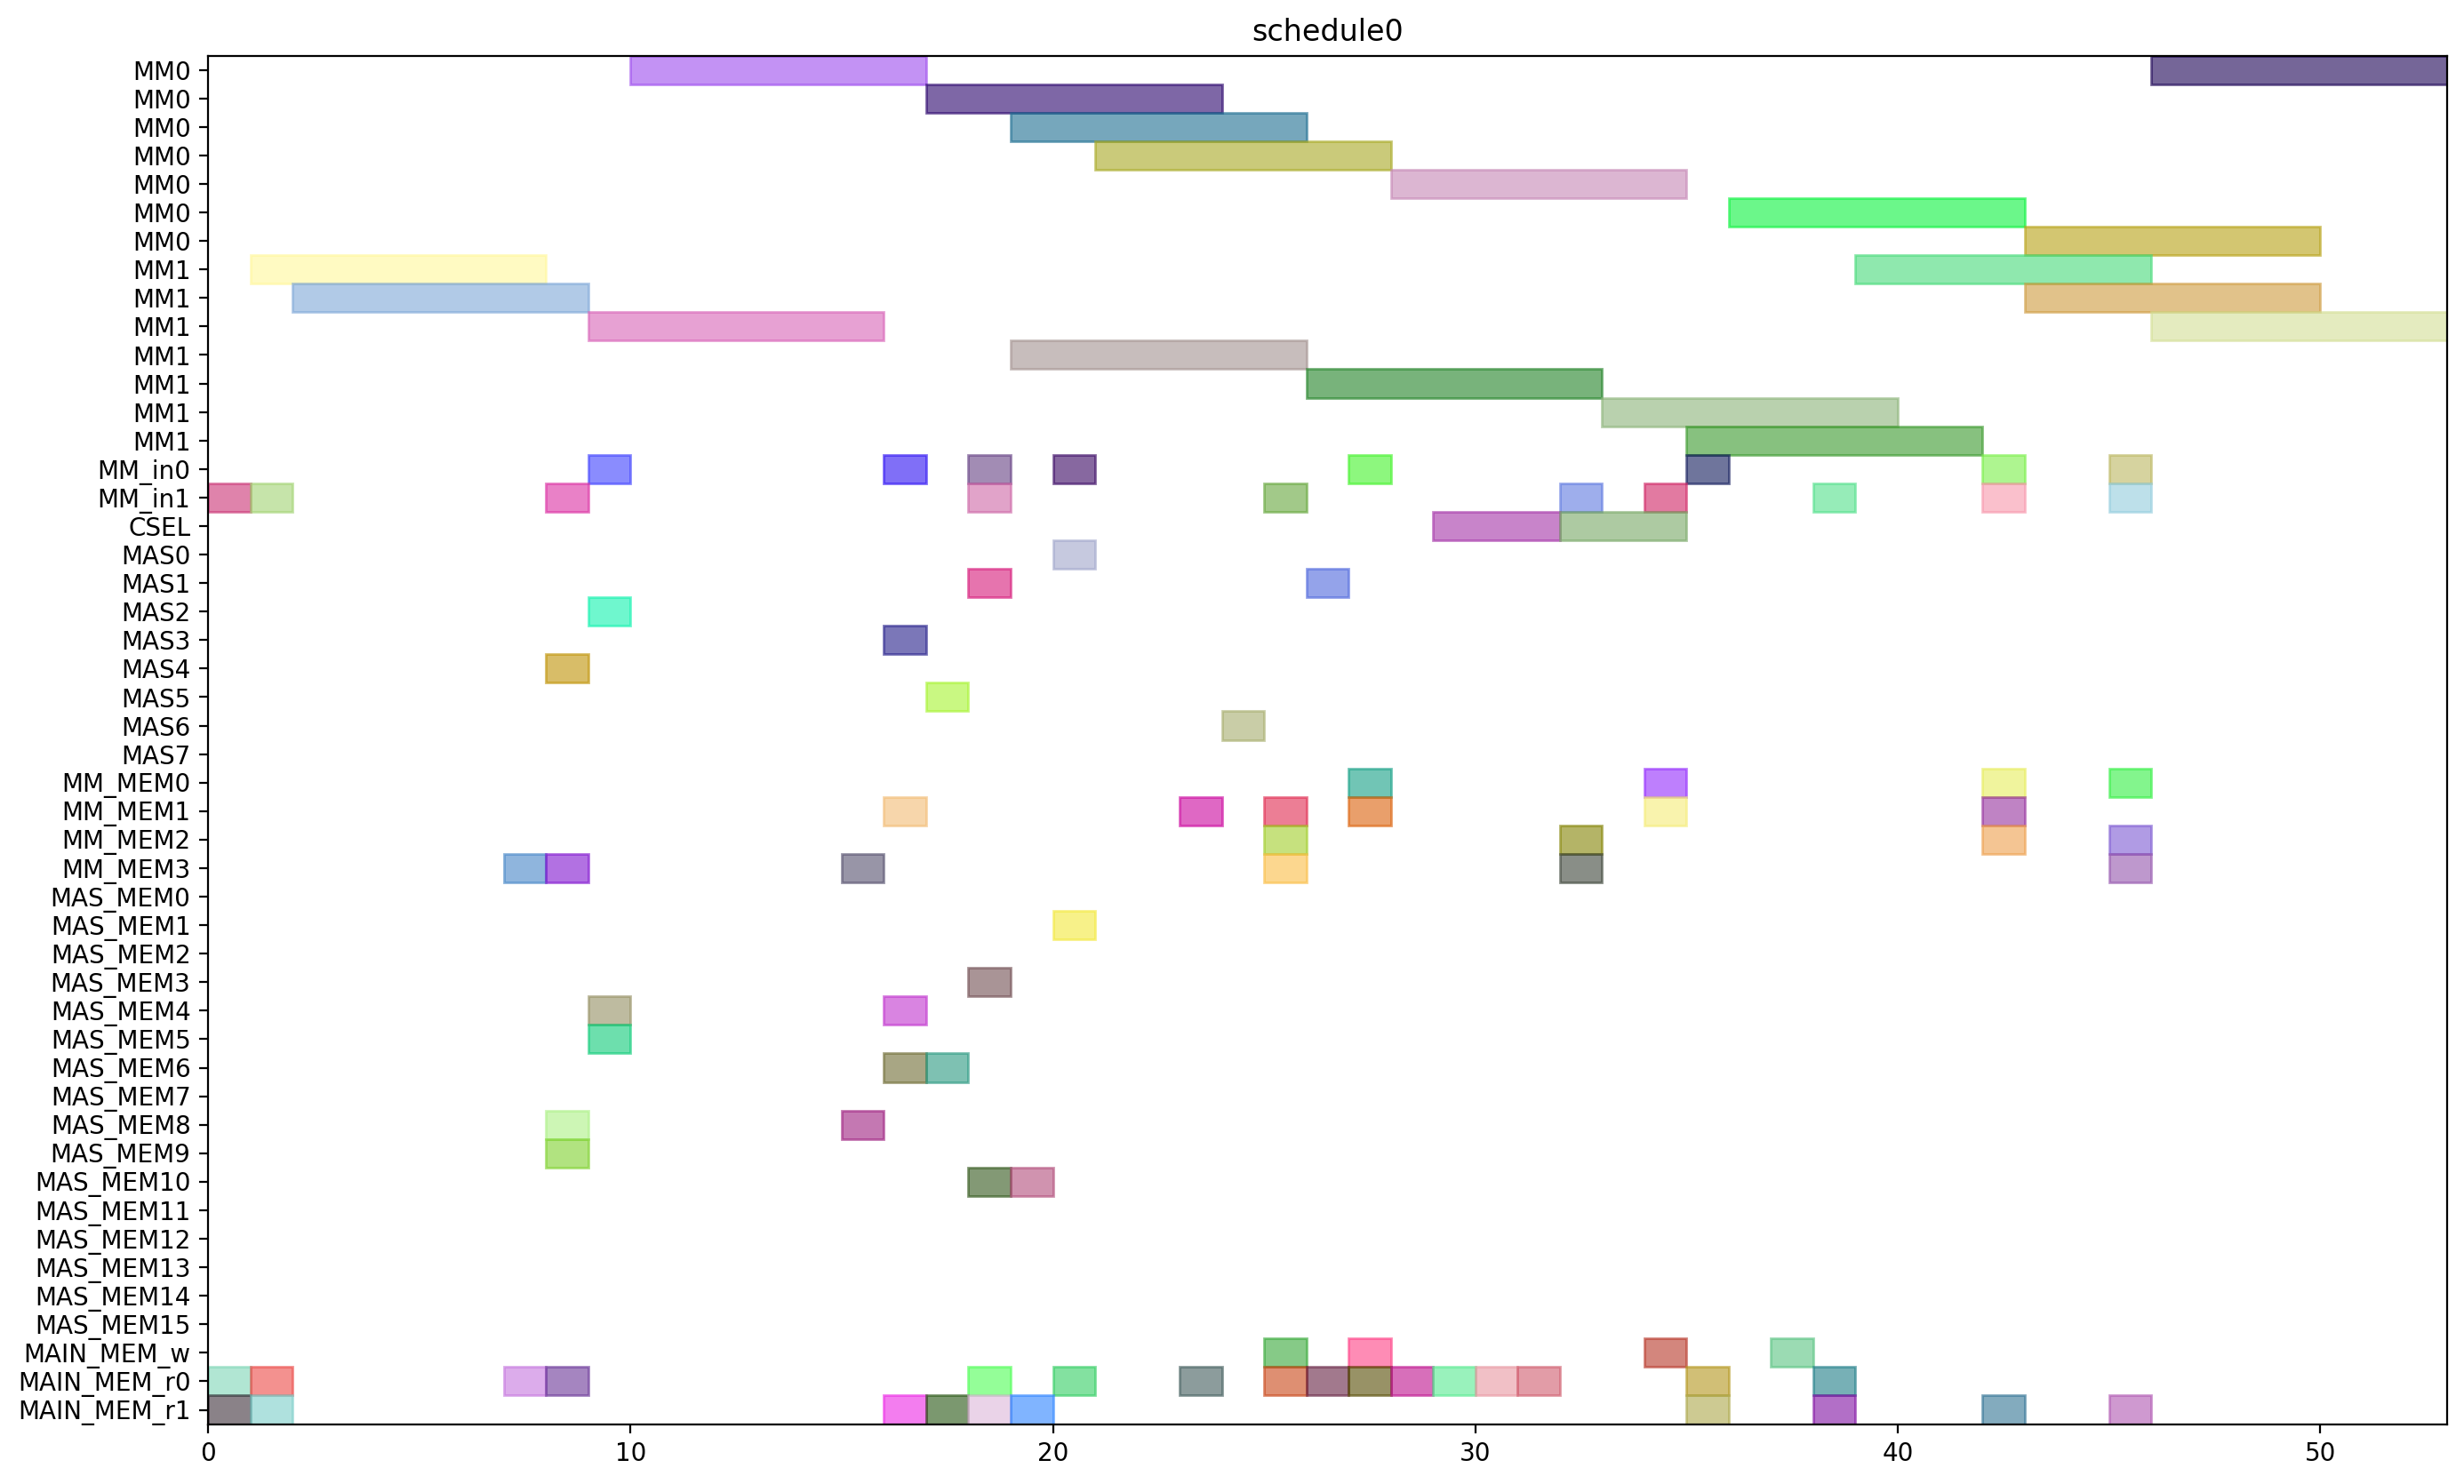 schedule0
MM0
MM0
MM0
MM0
MM0
MM0
MM0
MM1
MM1
MM1
MM1
MM1
MM1
MM1
MM_in0
MM_in1
CSEL
MAS0
MAS1
MAS2
MAS3
MAS4
MAS5
MAS6
MAS7
MM_MEM0
MM_MEM1
MM_MEM2
MM_MEM3
MAS_MEM0
MAS_MEM1
MAS_MEM2
MAS_MEM3
MAS_MEM4
MAS_MEM5
MAS_MEM6
MAS_MEM7
MAS_MEM8
MAS_MEM9
MAS_MEM10
MAS_MEM11
MAS_MEM12
MAS_MEM13
MAS_MEM14
MAS_MEM15
MAIN_MEM_w
MAIN_MEM_r0
MAIN_MEM_r1
0 10 20 30 40 50